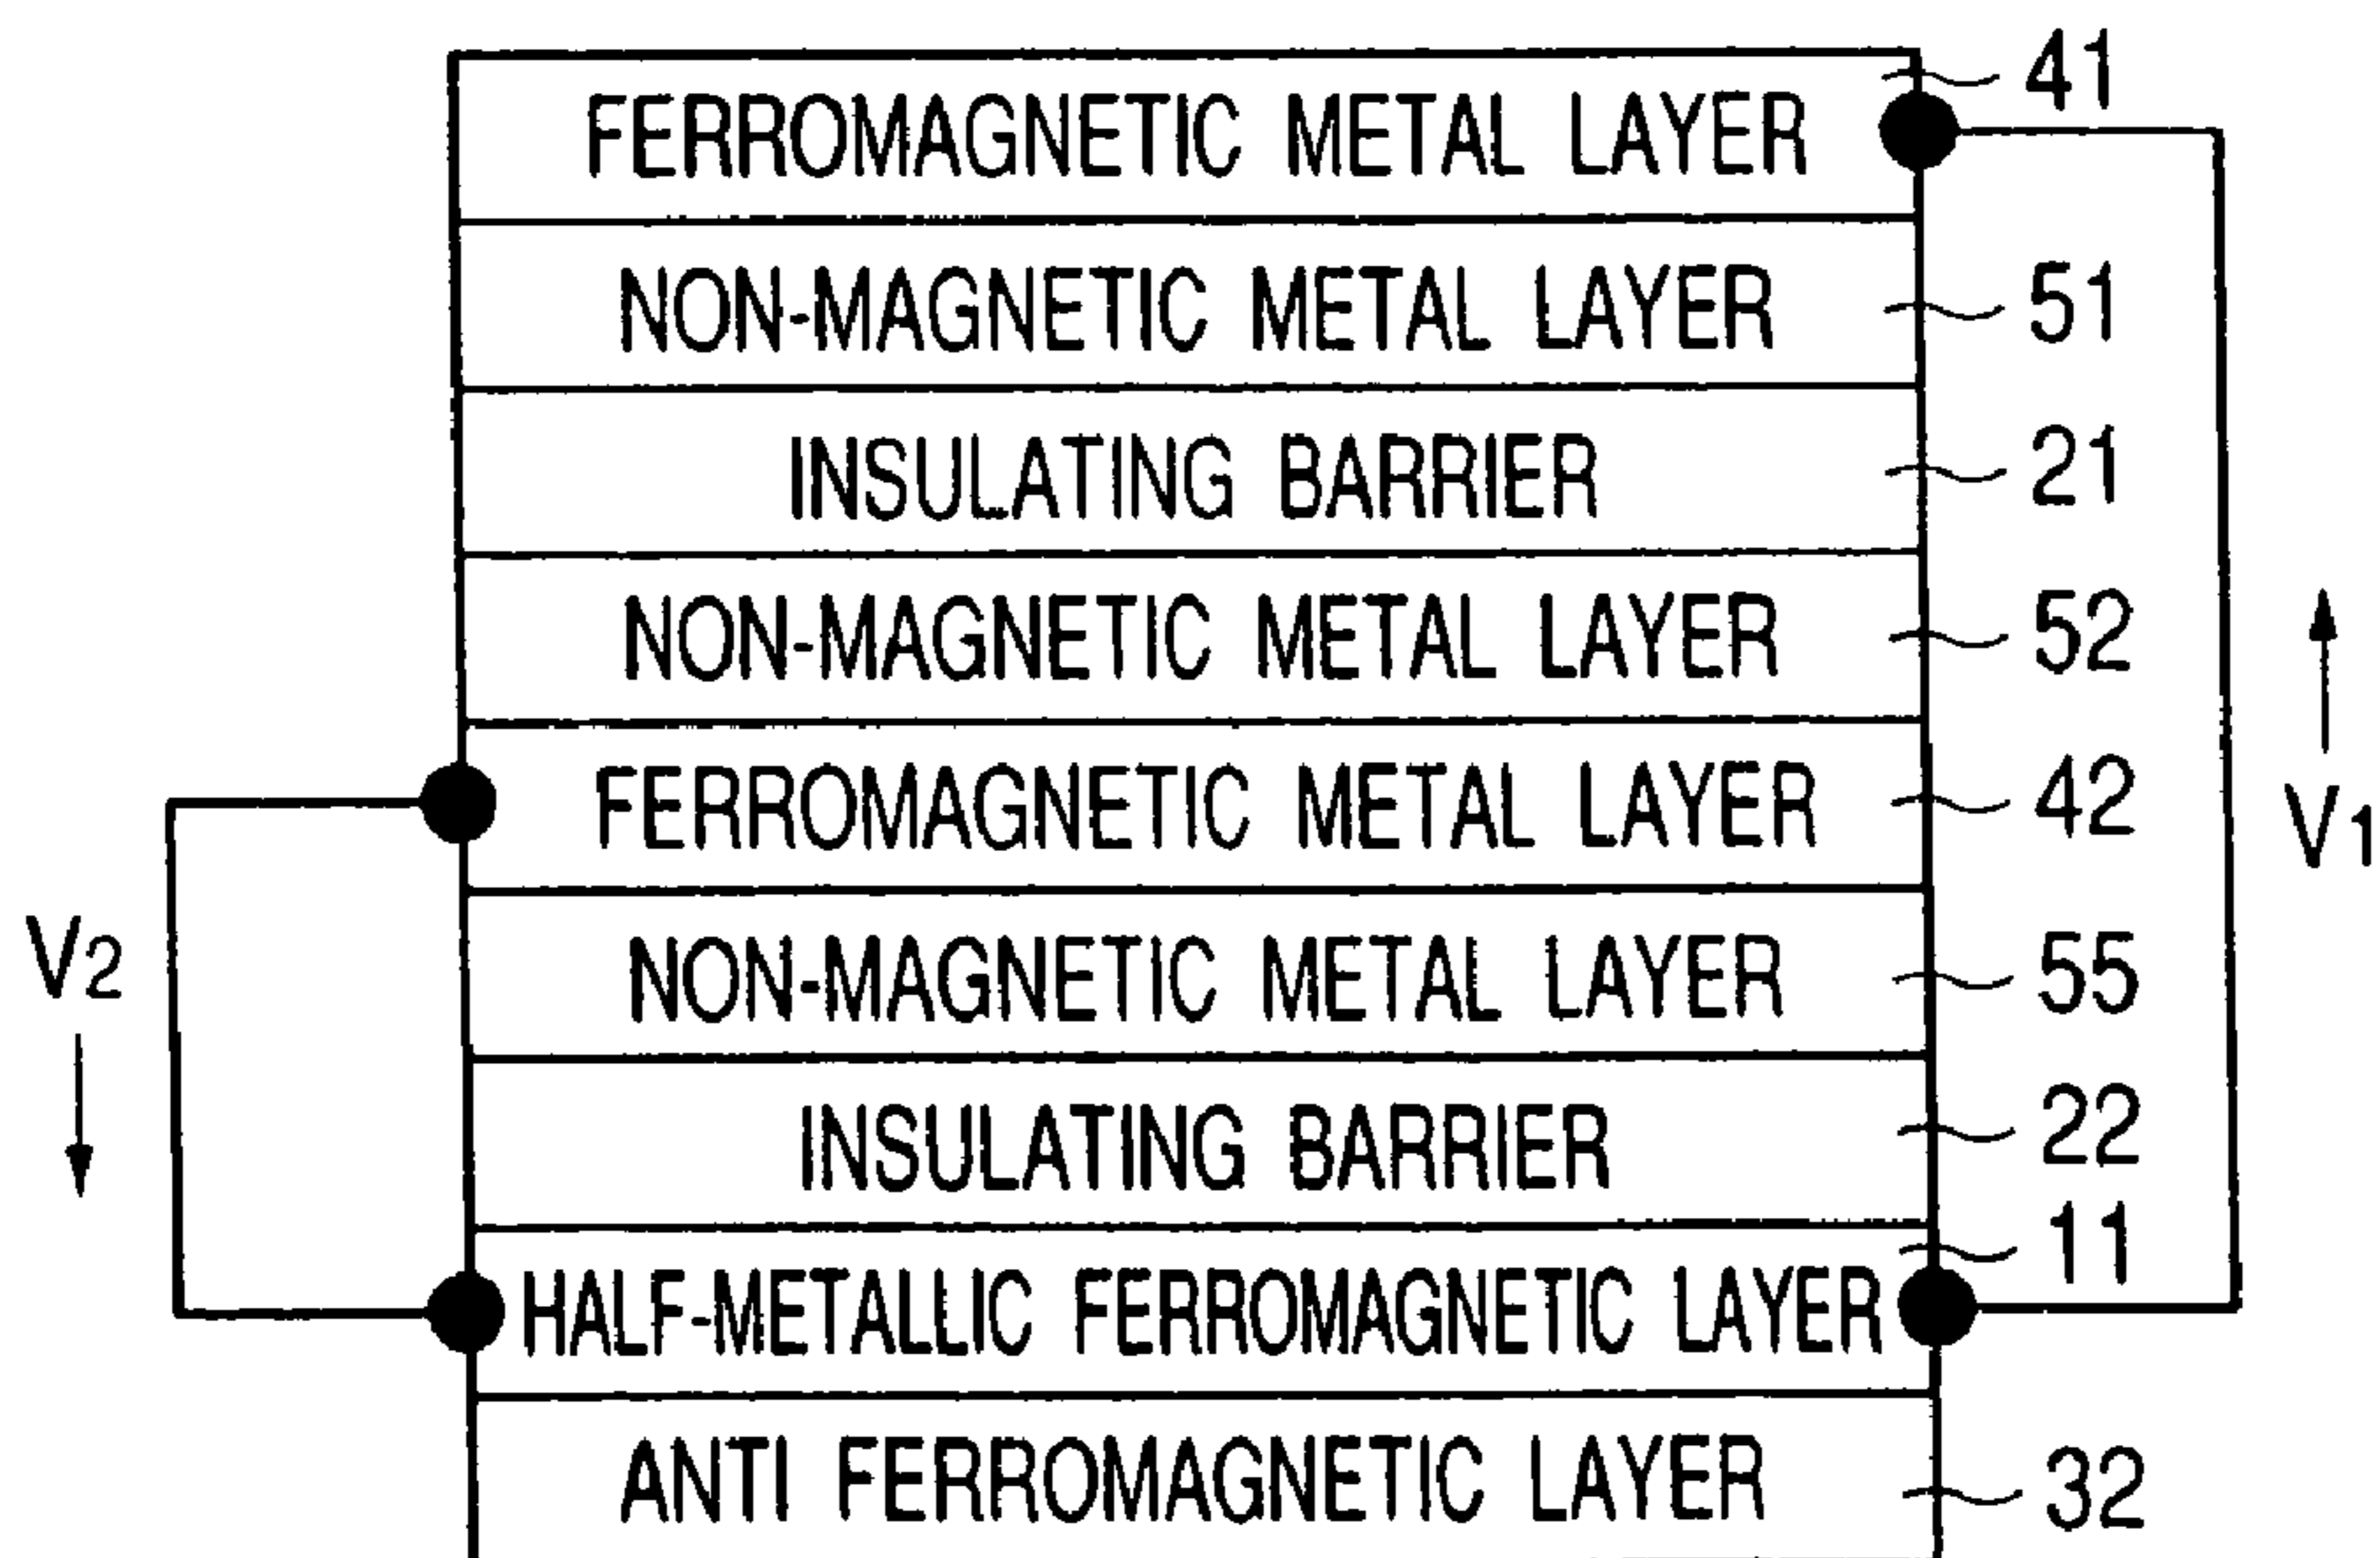 FERROMAGNETIC METAL LAYER 41
NON-MAGNETIC METAL LAYER 51
INSULATING BARRIER 21
NON-MAGNETIC METAL LAYER 52
FERROMAGNETIC METAL LAYER 42
V1
V2
NON-MAGNETIC METAL LAYER 55
INSULATING BARRIER 22
HALF-METALLIC FERROMAGNETIC LAYER 11
ANTI FERROMAGNETIC LAYER 32